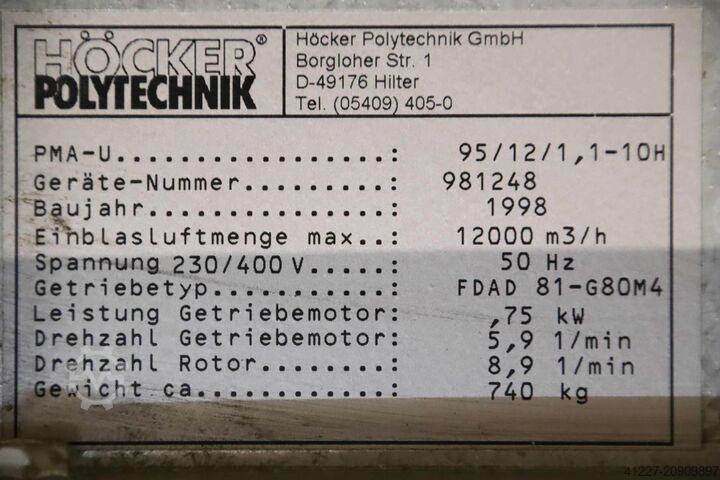 HÖCKER®
POLYTECHNIK
Höcker Polytechnik GmbH
Borgloher Str. 1
D-49176 Hilter
Tel. (05409) 405-0
PMA-U....................: 95/12/1,1-10H
Geräte-Nummer..........: 981248
Baujahr..................: 1998
Einblasluftmenge max..: 12000 m3/h
Spannung 230/400 V.....: 50 Hz
Getriebetyp.............: FDAD 81-G80M4
Leistung Getriebemotor: ,75 kW
Drehzahl Getriebemotor: 5,9 1/min
Drehzahl Rotor.........: 8,9 1/min
Gewicht ca..............: 740 kg
41227-20909897